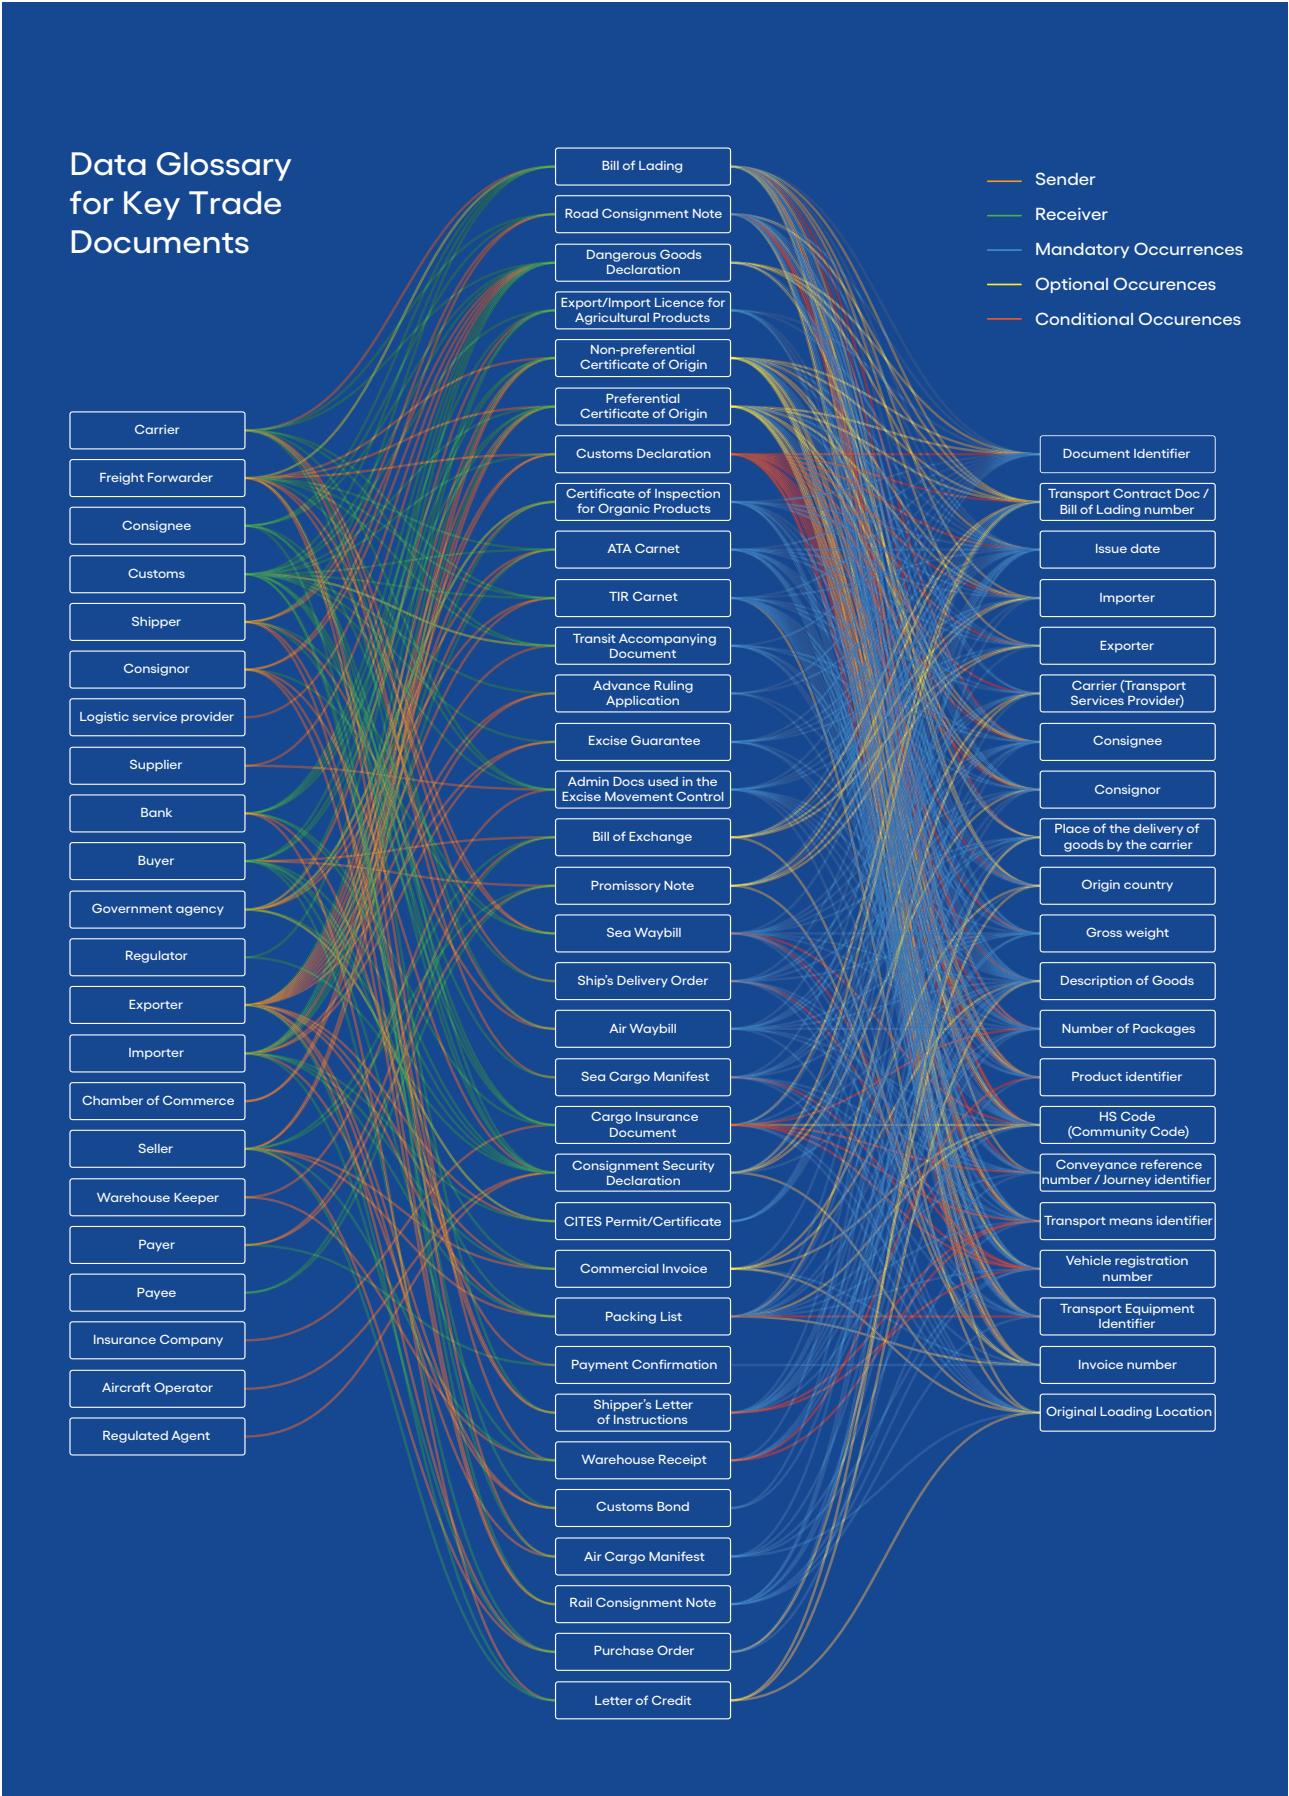 Data Glossary
for Key Trade
Documents
Sender
Receiver
Mandatory Occurrences
Optional Occurences
Conditional Occurences
Carrier
Freight Forwarder
Consignee
Customs
Shipper
Consignor
Logistic service provider
Supplier
Bank
Buyer
Government agency
Regulator
Exporter
Importer
Chamber of Commerce
Seller
Warehouse Keeper
Payer
Payee
Insurance Company
Aircraft Operator
Regulated Agent
Bill of Lading
Road Consignment Note
Dangerous Goods
Declaration
Export/Import Licence for
Agricultural Products
Non-preferential
Certificate of Origin
Preferential
Certificate of Origin
Customs Declaration
Certificate of Inspection
for Organic Products
ATA Carnet
TIR Carnet
Transit Accompanying
Document
Advance Ruling
Application
Excise Guarantee
Admin Docs used in the
Excise Movement Control
Bill of Exchange
Promissory Note
Sea Waybill
Ship's Delivery Order
Air Waybill
Sea Cargo Manifest
Cargo Insurance
Document
Consignment Security
Declaration
CITES Permit/Certificate
Commercial Invoice
Packing List
Payment Confirmation
Shipper's Letter
of Instructions
Warehouse Receipt
Customs Bond
Air Cargo Manifest
Rail Consignment Note
Purchase Order
Letter of Credit
Document Identifier
Transport Contract Doc /
Bill of Lading number
Issue date
Importer
Exporter
Carrier (Transport
Services Provider)
Consignee
Consignor
Place of the delivery of
goods by the carrier
Origin country
Gross weight
Description of Goods
Number of Packages
Product identifier
HS Code
(Community Code)
Conveyance reference
number / Journey identifier
Transport means identifier
Vehicle registration
number
Transport Equipment
Identifier
Invoice number
Original Loading Location